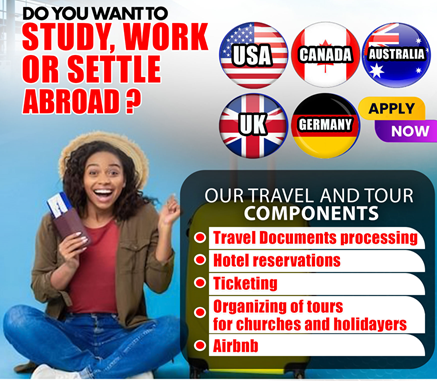 DO YOU WANT TO
STUDY, WORK
OR SETTLE
ABROAD ?
USA
CANADA
AUSTRALIA
UK
GERMANY
APPLY
NOW
OUR TRAVEL AND TOUR
COMPONENTS
Travel Documents processing
Hotel reservations
Ticketing
Organizing of tours
for churches and holidayers
Airbnb